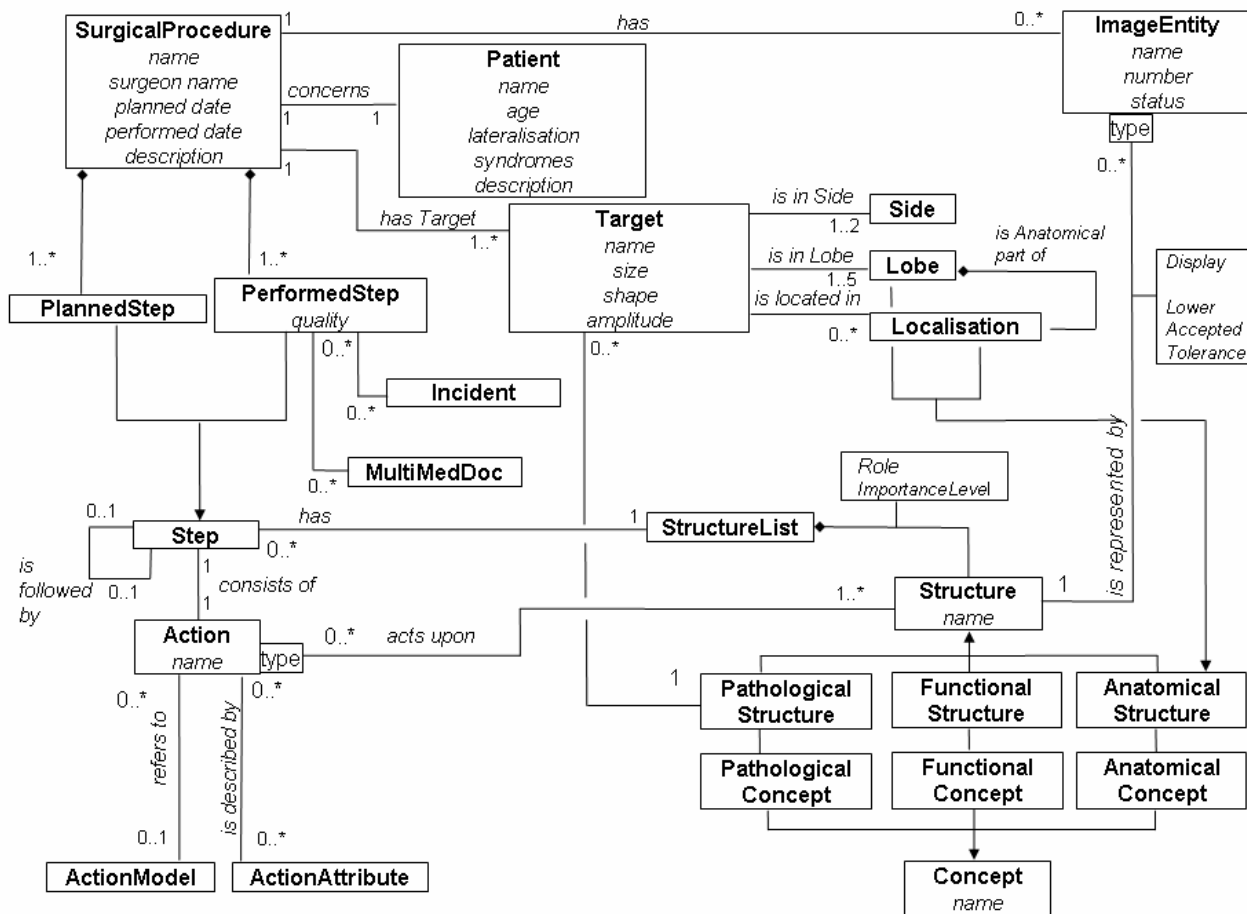 SurgicalProcedure
name
surgeon name
planned date
performed date
description
1
has
0..*
ImageEntity
name
number
status
type
0..*
concerns
1
1
Patient
name
age
lateralisation
syndromes
description
1
has Target
1..*
Target
name
size
shape
amplitude
0..*
is in Side
1..2
Side
is in Lobe
1..5
Lobe
is located in
0..*
Localisation
is Anatomical
part of
Display
Lower
Accepted
Tolerance
1..*
1..*
PlannedStep
PerformedStep
quality
0..*
Incident
0..*
MultiMedDoc
0..*
Role
ImportanceLevel
is represented by
0..1
Step
has
0..*
1
StructureList
is
followed
by
0..1
1
consists of
1
1..*
Structure
name
1
Action
name
type
0..*
acts upon
0..*
0..*
refers to
is described by
0..1
0..*
ActionModel
ActionAttribute
1
Pathological
Structure
Functional
Structure
Anatomical
Structure
Pathological
Concept
Functional
Concept
Anatomical
Concept
Concept
name